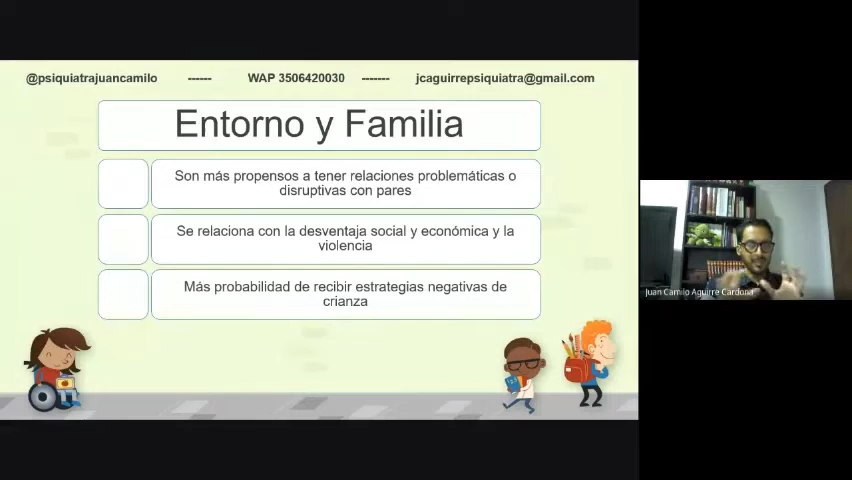 @psiquiatrajuancamilo ------ WAP 3506420030 ------- jcaguirrepsiquiatra@gmail.com
Entorno y Familia
Son más propensos a tener relaciones problemáticas o
disruptivas con pares
Se relaciona con la desventaja social y económica y la
violencia
Más probabilidad de recibir estrategias negativas de
crianza
Juan Camilo Aguirre Cardona